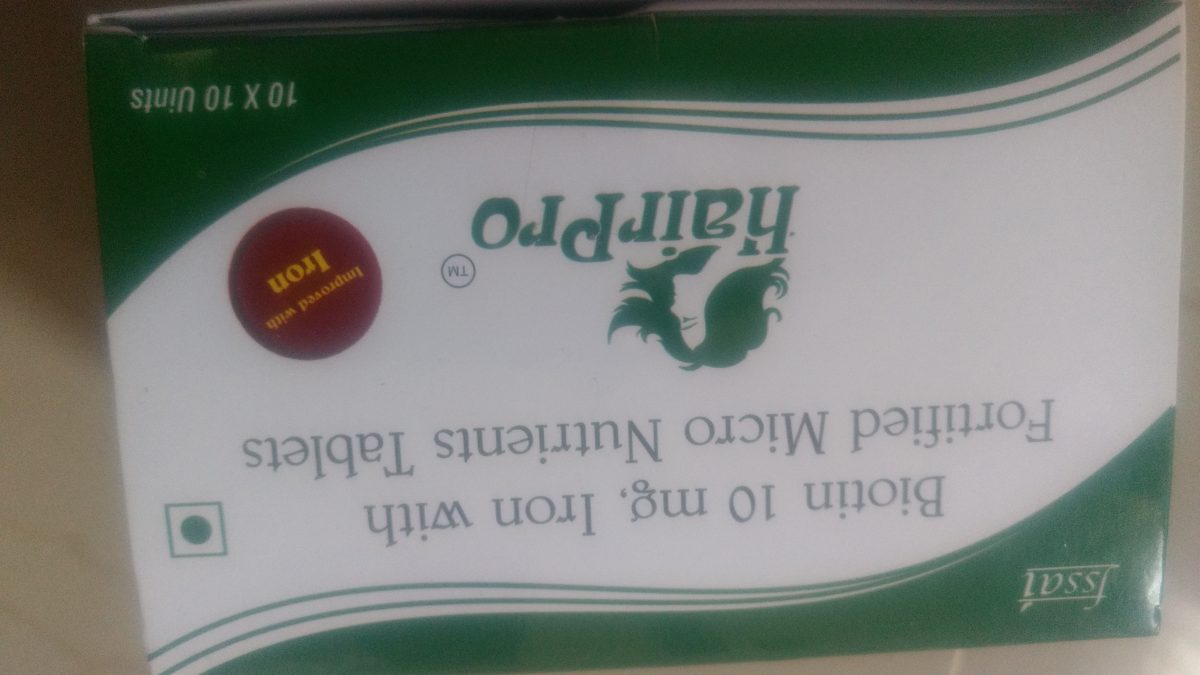 fssai
Biotin 10 mg, Iron with
Fortified Micro Nutrients Tablets
hairPro
TM
Improved with
Iron
10 X 10 Uints